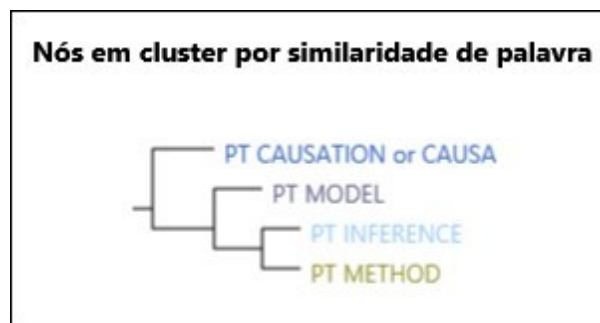 Nós em cluster por similaridade de palavra
PT CAUSATION or CAUSA
PT MODEL
PT INFERENCE
PT METHOD